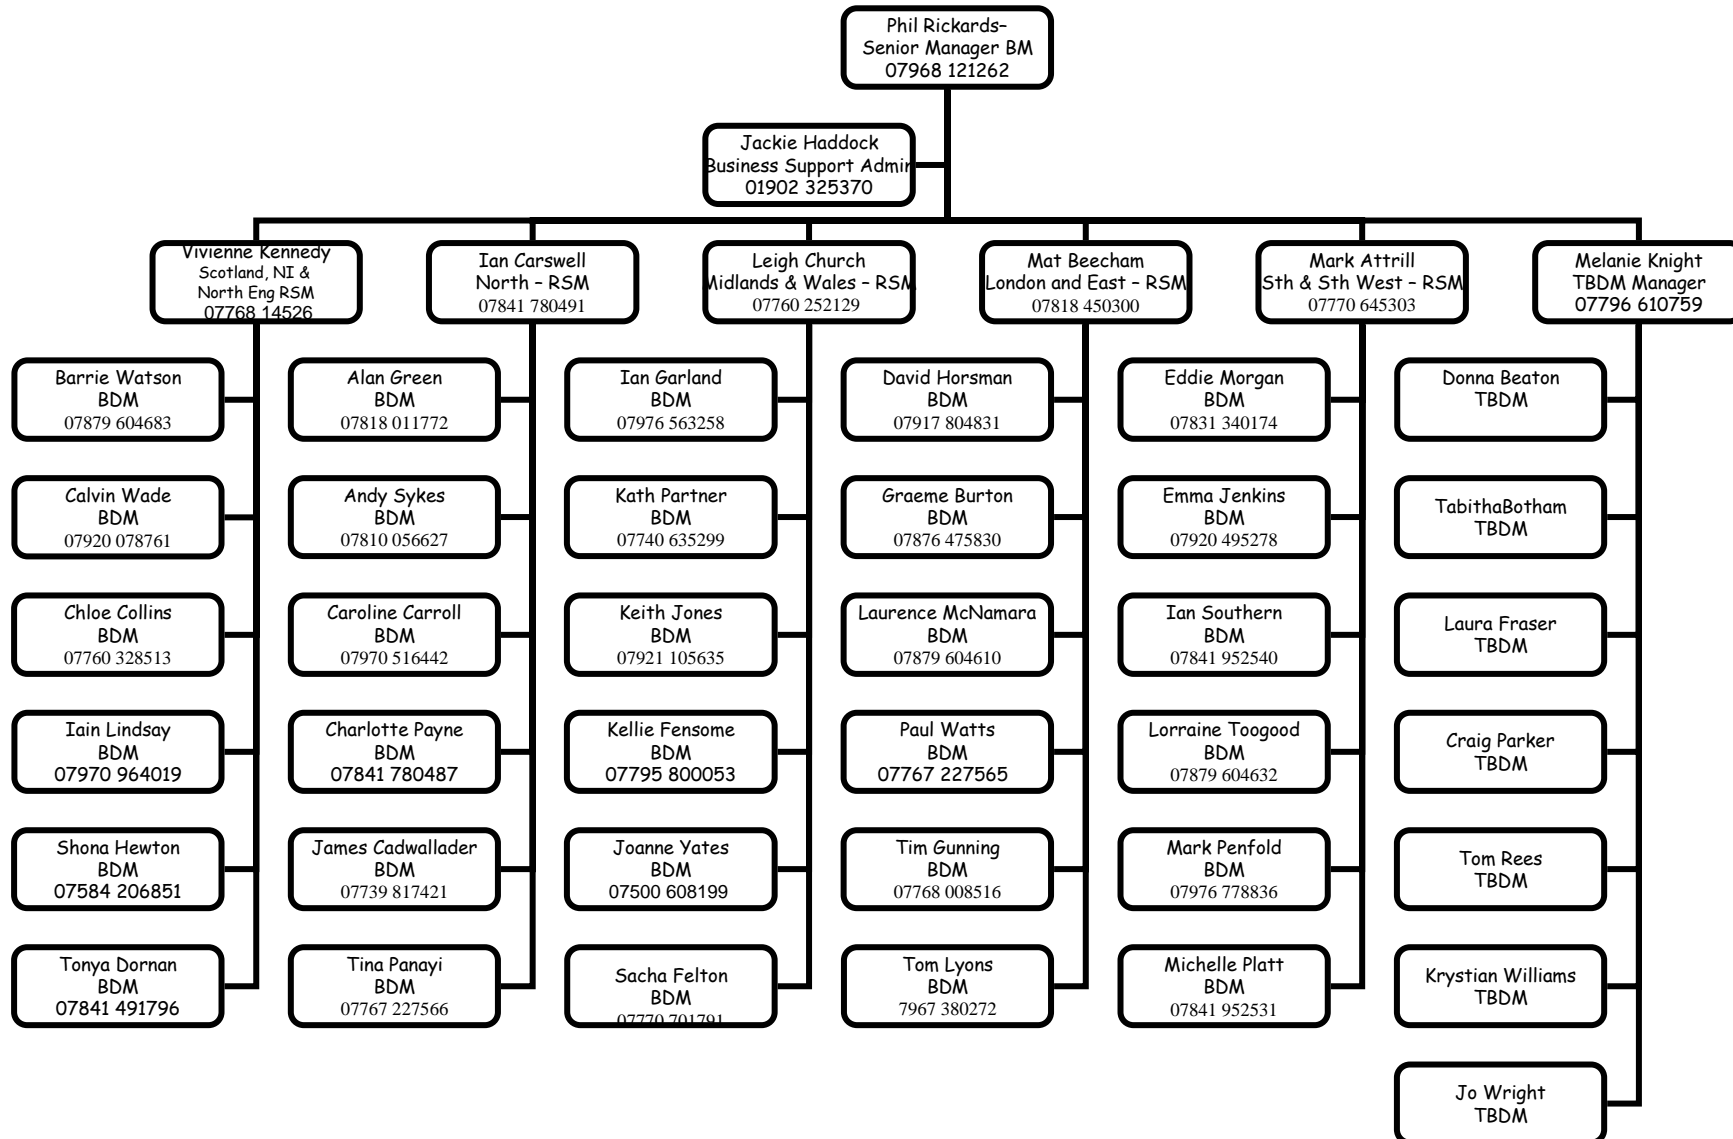 Phil Rickards–
Senior Manager BM
07968 121262
Jackie Haddock
Business Support Admin
01902 325370
Vivienne Kennedy
Scotland, NI &
North Eng RSM
07768 14526
Ian Carswell
North – RSM
07841 780491
Leigh Church
Midlands & Wales – RSM
07760 252129
Mat Beecham
London and East – RSM
07818 450300
Mark Attrill
Sth & Sth West – RSM
07770 645303
Melanie Knight
TBDM Manager
07796 610759
Barrie Watson
BDM
07879 604683
Alan Green
BDM
07818 011772
Ian Garland
BDM
07976 563258
David Horsman
BDM
07917 804831
Eddie Morgan
BDM
07831 340174
Donna Beaton
TBDM
Calvin Wade
BDM
07920 078761
Andy Sykes
BDM
07810 056627
Kath Partner
BDM
07740 635299
Graeme Burton
BDM
07876 475830
Emma Jenkins
BDM
07920 495278
TabithaBotham
TBDM
Chloe Collins
BDM
07760 328513
Caroline Carroll
BDM
07970 516442
Keith Jones
BDM
07921 105635
Laurence McNamara
BDM
07879 604610
Ian Southern
BDM
07841 952540
Laura Fraser
TBDM
Iain Lindsay
BDM
07970 964019
Charlotte Payne
BDM
07841 780487
Kellie Fensome
BDM
07795 800053
Paul Watts
BDM
07767 227565
Lorraine Toogood
BDM
07879 604632
Craig Parker
TBDM
Shona Hewton
BDM
07584 206851
James Cadwallader
BDM
07739 817421
Joanne Yates
BDM
07500 608199
Tim Gunning
BDM
07768 008516
Mark Penfold
BDM
07976 778836
Tom Rees
TBDM
Tonya Dornan
BDM
07841 491796
Tina Panayi
BDM
07767 227566
Sacha Felton
BDM
07770 701791
Tom Lyons
BDM
7967 380272
Michelle Platt
BDM
07841 952531
Krystian Williams
TBDM
Jo Wright
TBDM